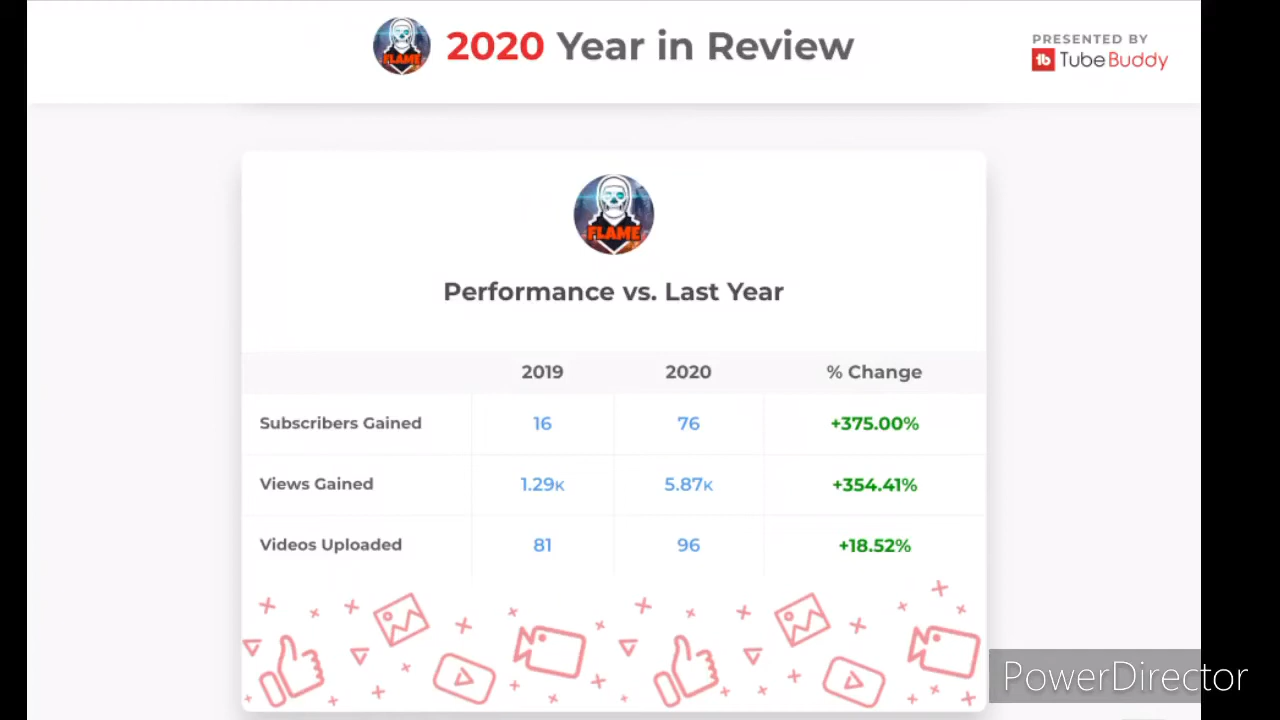 FLAME
2020 Year in Review
PRESENTED BY
tb TubeBuddy
FLAME
Performance vs. Last Year
2019 2020 % Change
Subscribers Gained 16 76 +375.00%
Views Gained 1.29K 5.87K +354.41%
Videos Uploaded 81 96 +18.52%
PowerDirector